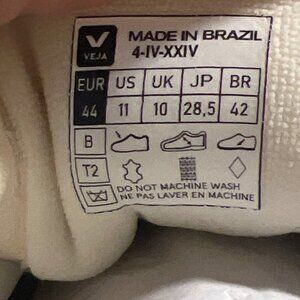 VEJA
MADE IN BRAZIL
4-IV-XXIV
EUR US UK JP BR
44 11 10 28,5 42
B
T2
DO NOT MACHINE WASH
NE PAS LAVER EN MACHINE